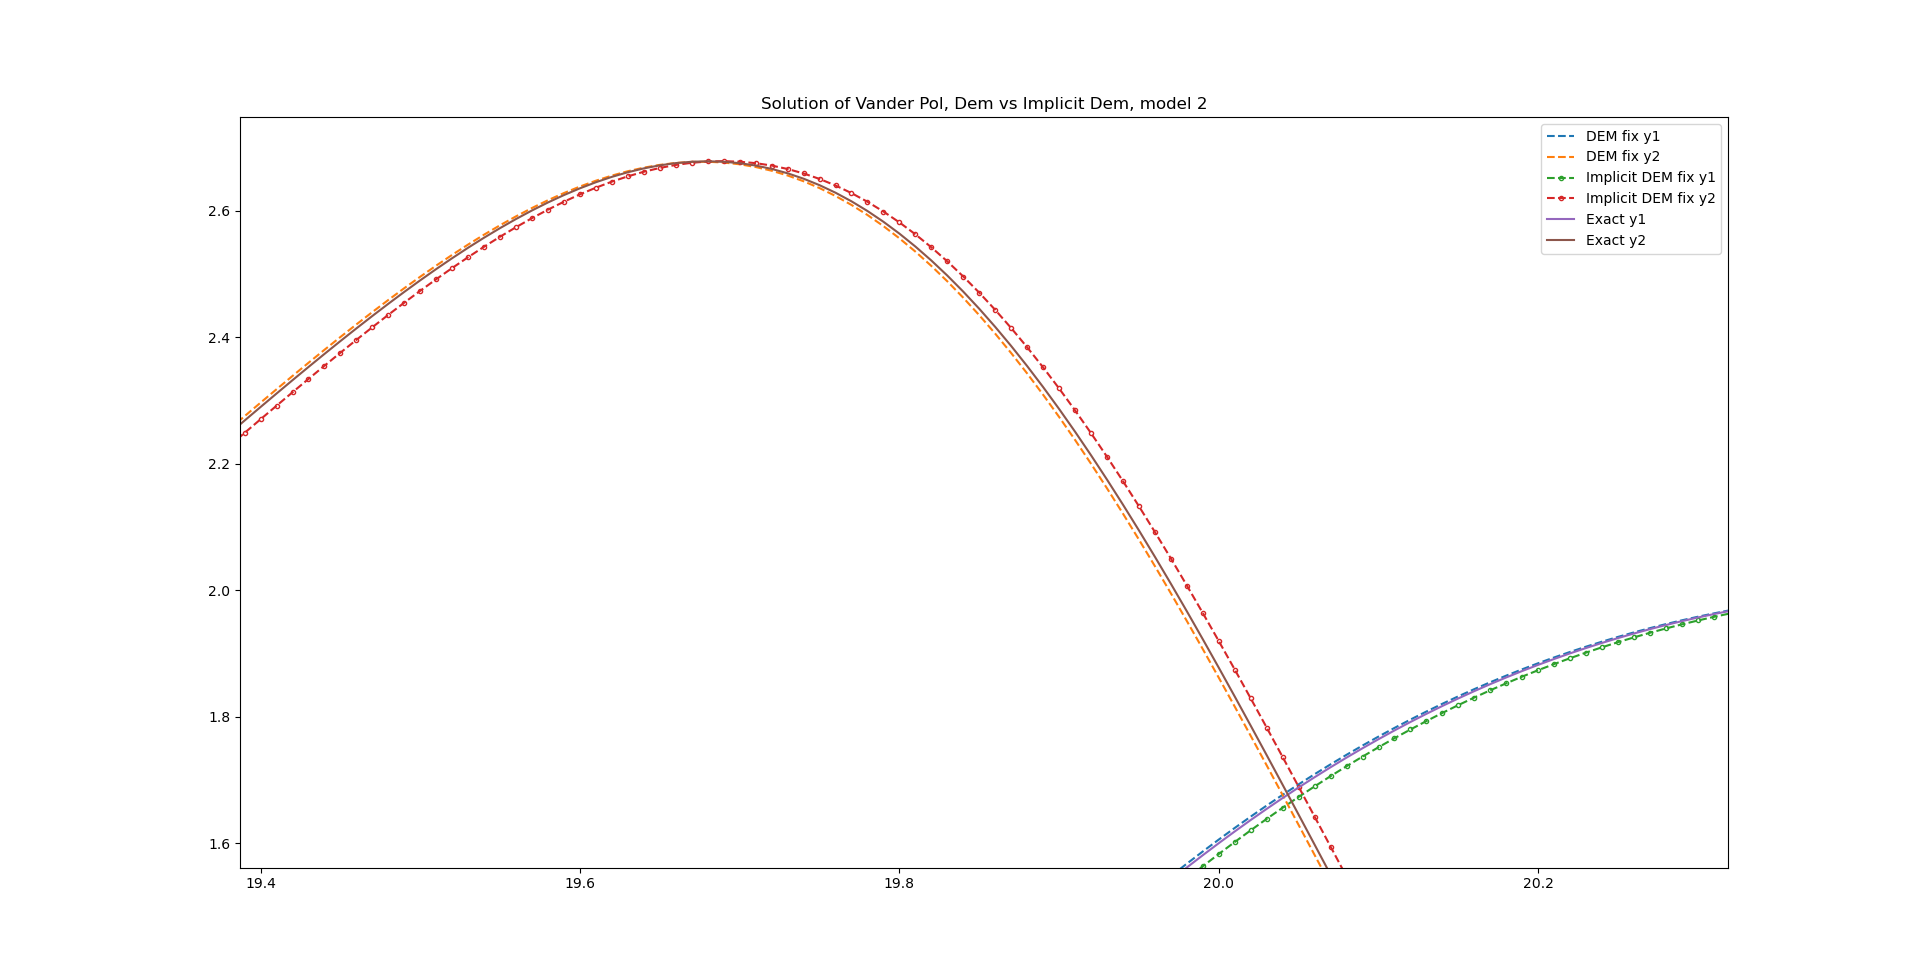 Solution of Vander Pol, Dem vs Implicit Dem, model 2
DEM fix y1
DEM fix y2
Implicit DEM fix y1
Implicit DEM fix y2
Exact y1
Exact y2
2.6
2.4
2.2
2.0
1.8
1.6
19.4 19.6 19.8 20.0 20.2